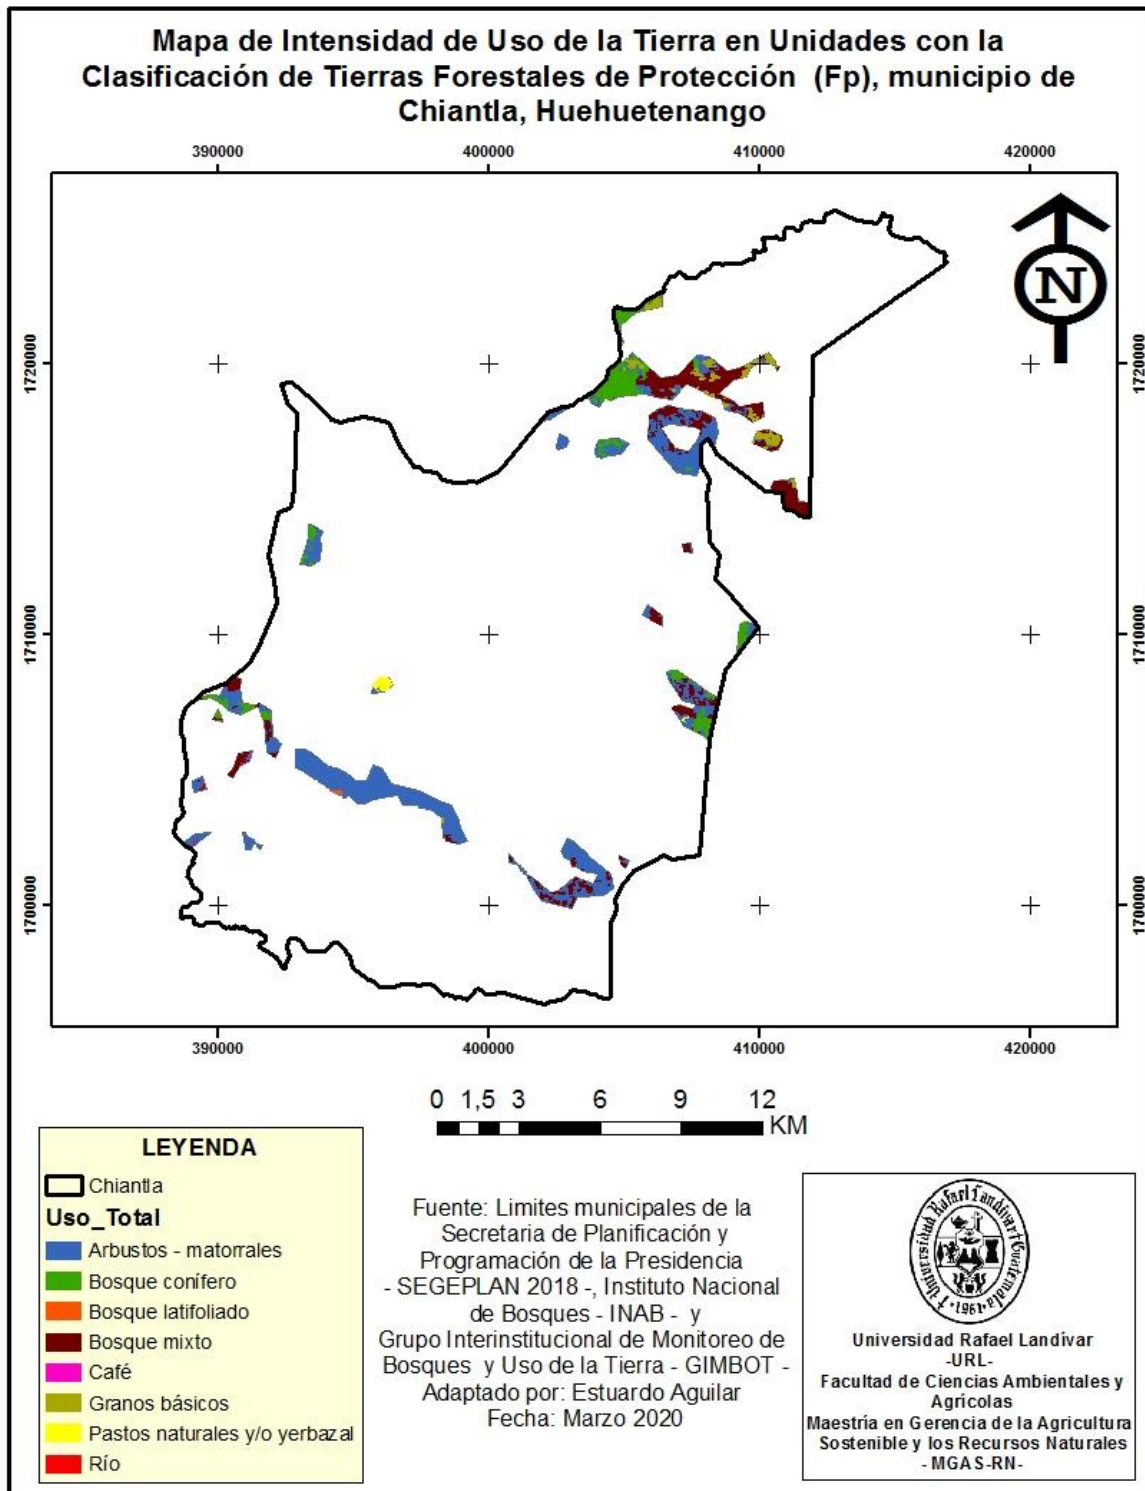 Mapa de Intensidad de Uso de la Tierra en Unidades con la
Clasificación de Tierras Forestales de Protección (Fp), municipio de
Chiantla, Huehuetenango
390000 400000 410000 420000
N
1720000 1720000
1710000 1710000
1700000 1700000
390000 400000 410000 420000
0 1,5 3 6 9 12
KM
LEYENDA
Chiantla
Uso_Total
Arbustos - matorrales
Bosque conífero
Bosque latifoliado
Bosque mixto
Café
Granos básicos
Pastos naturales y/o yerbazal
Río
Fuente: Limites municipales de la
Secretaria de Planificación y
Programación de la Presidencia
- SEGEPLAN 2018 -, Instituto Nacional
de Bosques - INAB - y
Grupo Interinstitucional de Monitoreo de
Bosques y Uso de la Tierra - GIMBOT -
Adaptado por: Estuardo Aguilar
Fecha: Marzo 2020
Universidad Rafael Landívar Guatemala
1961
Universidad Rafael Landívar
-URL-
Facultad de Ciencias Ambientales y
Agrícolas
Maestría en Gerencia de la Agricultura
Sostenible y los Recursos Naturales
- MGAS-RN-